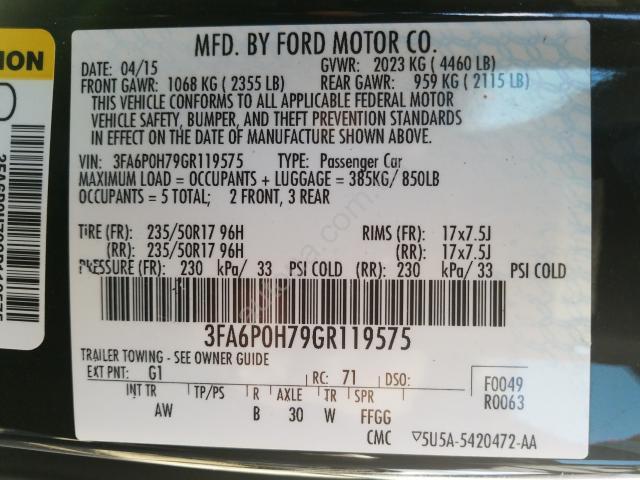 NION
MFD. BY FORD MOTOR CO.
DATE: 04/15 GVWR: 2023 KG ( 4460 LB)
FRONT GAWR: 1068 KG ( 2355 LB) REAR GAWR: 959 KG ( 2115 LB)
THIS VEHICLE CONFORMS TO ALL APPLICABLE FEDERAL MOTOR
VEHICLE SAFETY, BUMPER, AND THEFT PREVENTION STANDARDS
IN EFFECT ON THE DATE OF MANUFACTURE SHOWN ABOVE.
VIN: 3FA6P0H79GR119575 TYPE: Passenger Car
MAXIMUM LOAD = OCCUPANTS + LUGGAGE = 385KG/ 850LB
OCCUPANTS = 5 TOTAL; 2 FRONT, 3 REAR
TIRE (FR): 235/50R17 96H RIMS (FR): 17x7.5J
(RR): 235/50R17 96H (RR): 17x7.5J
PRESSURE (FR): 230 kPa/ 33 PSI COLD (RR): 230 kPa/ 33 PSI COLD
3FA6P0H79GR119575
TRAILER TOWING - SEE OWNER GUIDE
EXT PNT: G1 RC: 71 DSO: F0049
INT TR TP/PS R AXLE TR SPR R0063
AW B 30 W FFGG
CMC ▽5U5A-5420472-AA
3FA6P0H79GR119575